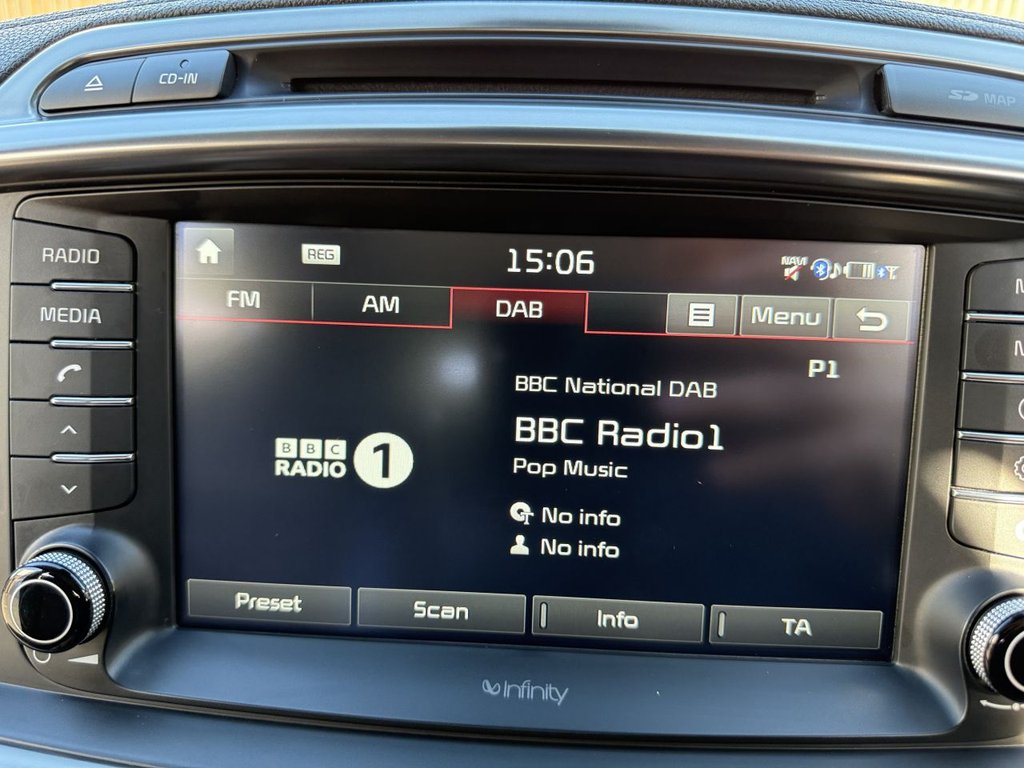 CD-IN
SD MAP
RADIO
MEDIA
REG
15:06
NAVI
FM
AM
DAB
Menu
P1
BBC National DAB
BBC Radio1
Pop Music
BBC
RADIO 1
No info
No info
Preset
Scan
Info
TA
Infinity